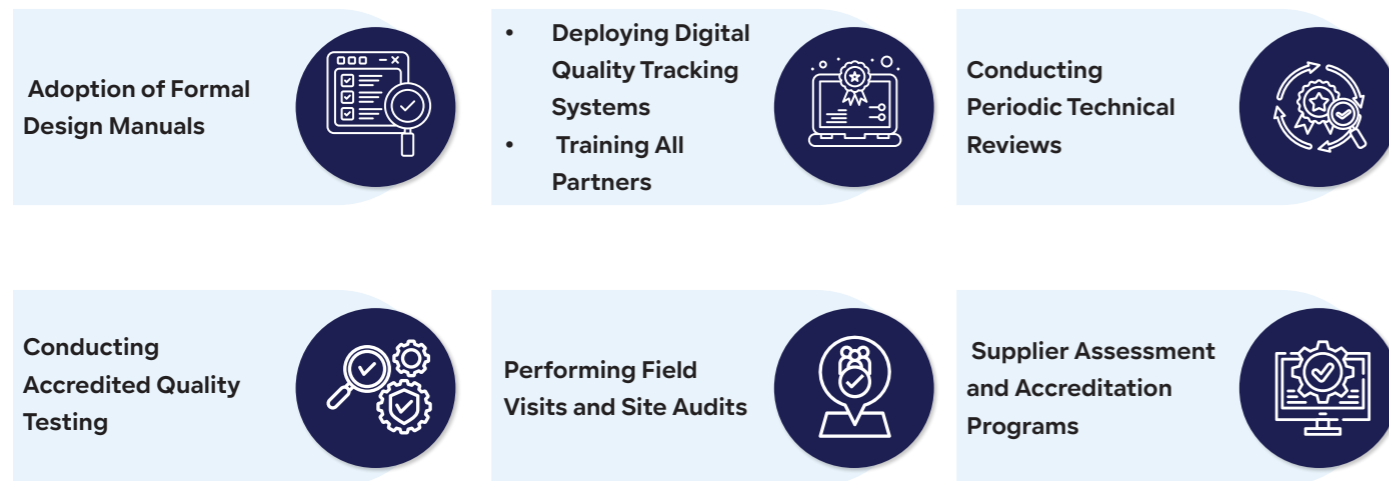 Adoption of Formal
Design Manuals
• Deploying Digital
Quality Tracking
Systems
• Training All
Partners
Conducting
Periodic Technical
Reviews
Conducting
Accredited Quality
Testing
Performing Field
Visits and Site Audits
Supplier Assessment
and Accreditation
Programs